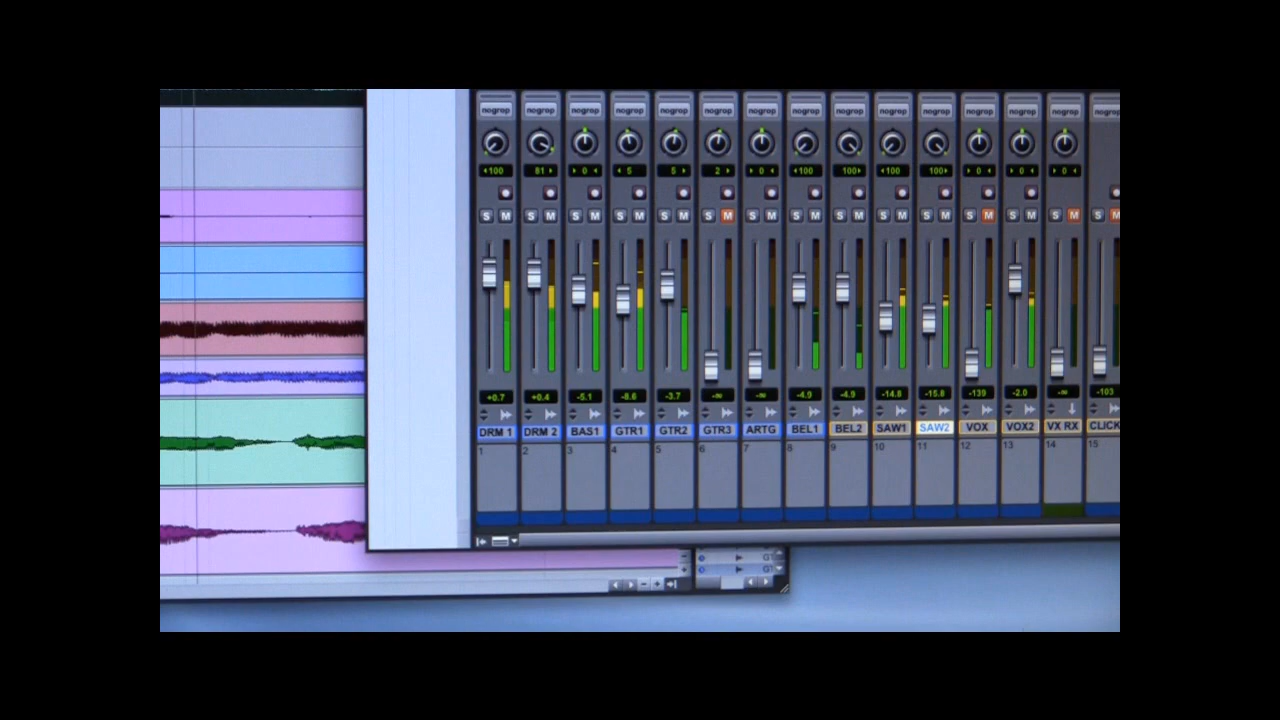 nogrop nogrop nogrop nogrop nogrop nogrop nogrop nogrop nogrop nogrop nogrop nogrop nogrop nogrop nogrop
100 81 0 5 5 2 0 100 100 100 100 0 0 0
S M S M S M S M S M S M S M S M S M S M S M S M S M S M S M
+0.7 +0.4 -5.1 -8.6 -3.7 -∞ -∞ -4.9 -4.9 -14.8 -15.8 -139 -2.0 -∞ -103
DRM 1 DRM 2 BAS1 GTR1 GTR2 GTR3 ARTG BEL1 BEL2 SAW1 SAW2 VOX VOX2 VX RX CLICK
1 2 3 4 5 6 7 8 9 10 11 12 13 14 15